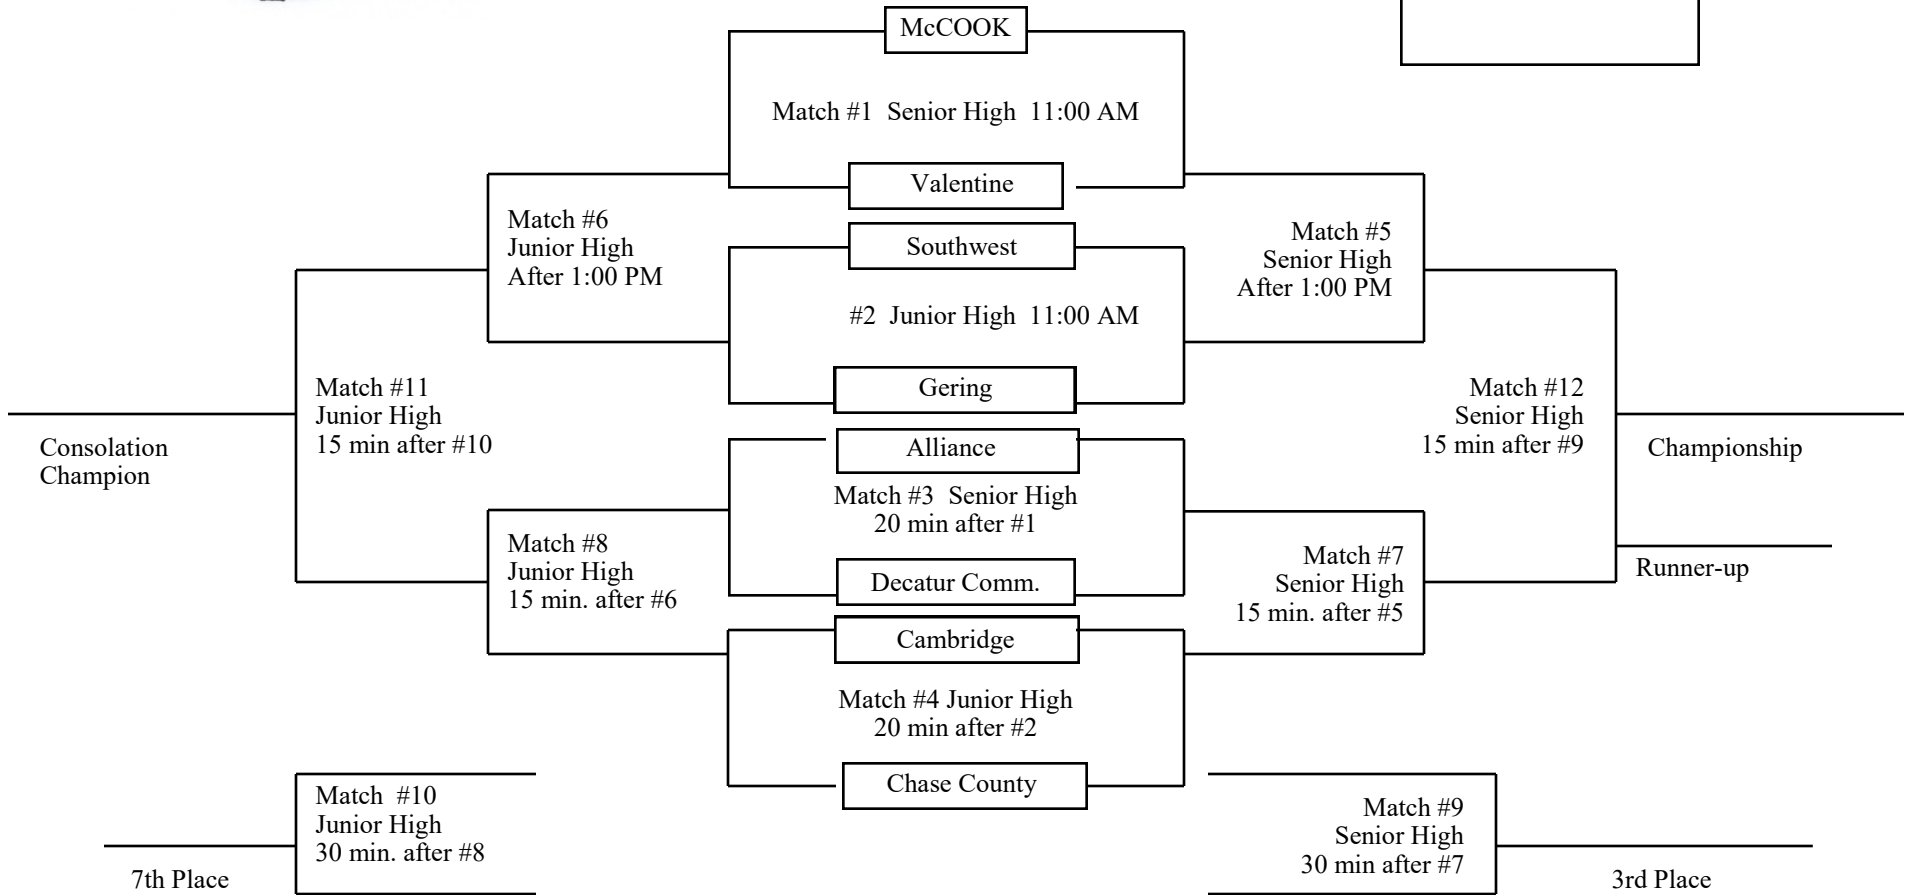 McCOOK
Match #1  Senior High  11:00 AM
Valentine
Match #6
Junior High
After 1:00 PM
Southwest
Match #5
Senior High
After 1:00 PM
#2  Junior High  11:00 AM
Gering
Match #11
Junior High
15 min after #10
Match #12
Senior High
15 min after #9
Consolation
Champion
Alliance
Championship
Match #3  Senior High
20 min after #1
Match #8
Junior High
15 min. after #6
Decatur Comm.
Match #7
Senior High
15 min. after #5
Runner-up
Cambridge
Match #4 Junior High
20 min after #2
Chase County
Match  #10
Junior High
30 min. after #8
Match #9
Senior High
30 min after #7
7th Place
3rd Place